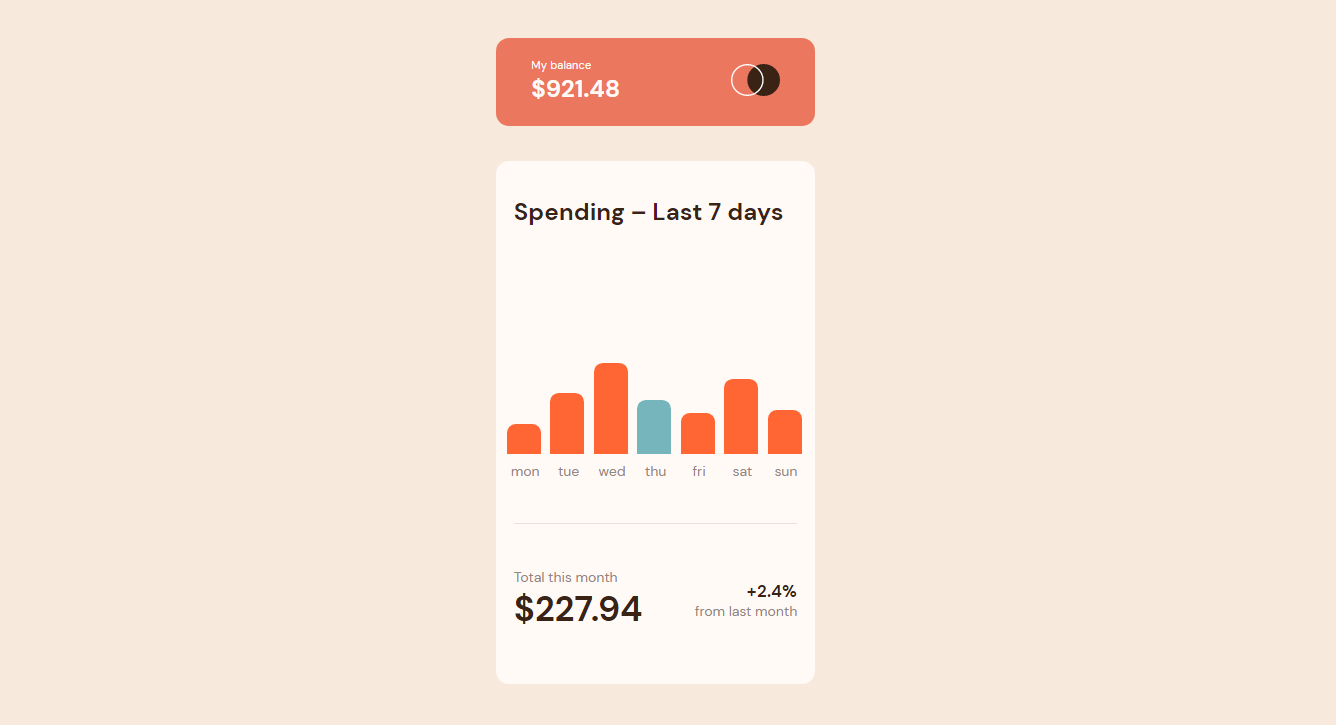 My balance
$921.48
Spending – Last 7 days
mon tue wed thu fri sat sun
Total this month
$227.94
+2.4%
from last month